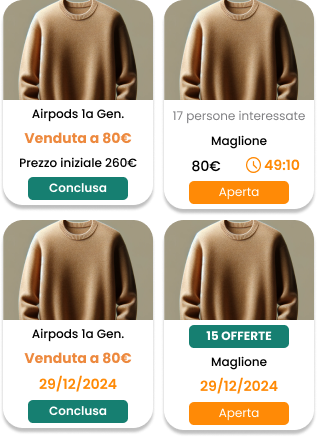 Airpods 1a Gen.
Venduta a 80€
Prezzo iniziale 260€
Conclusa
17 persone interessate
Maglione
80€ 49:10
Aperta
Airpods 1a Gen.
Venduta a 80€
29/12/2024
Conclusa
15 OFFERTE
Maglione
29/12/2024
Aperta